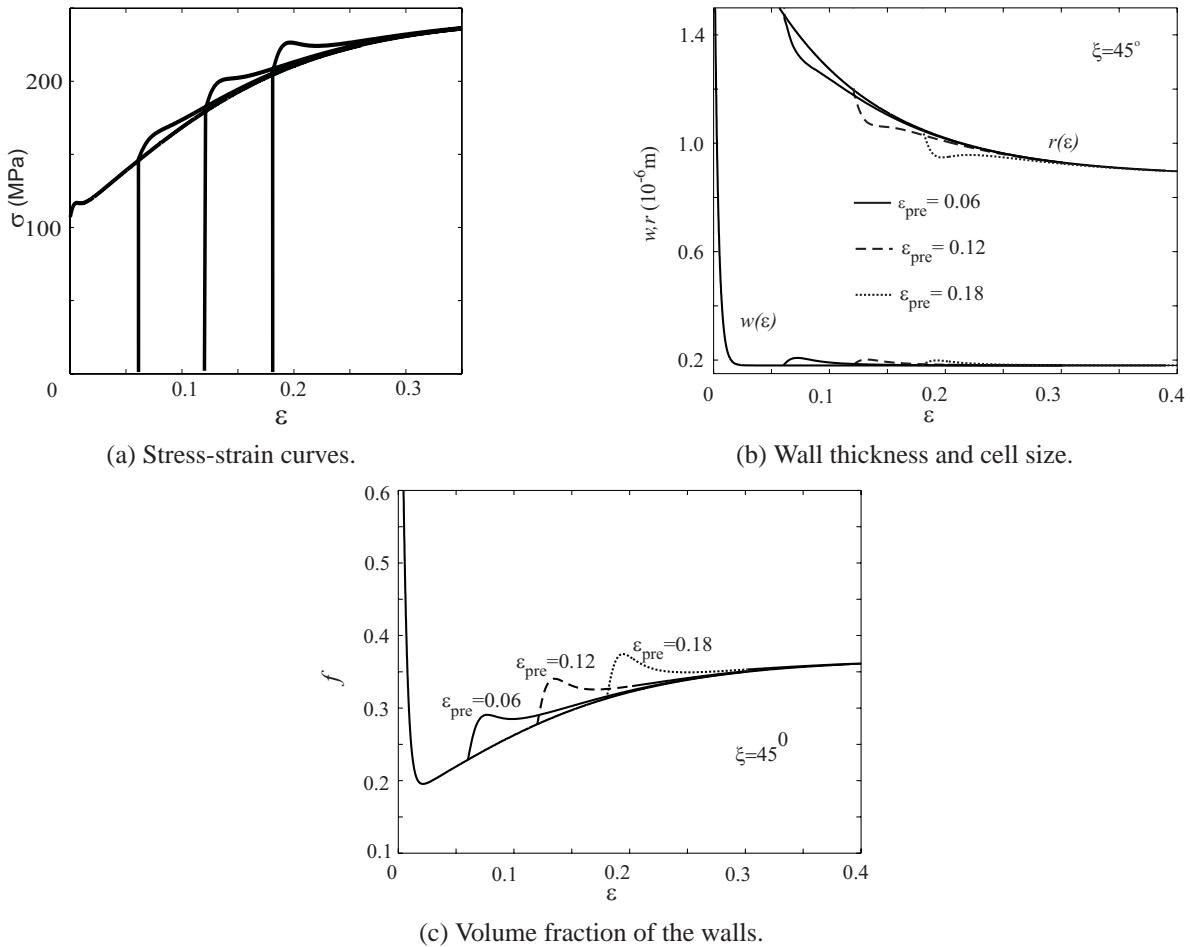 200
100
σ (MPa)
0
0.1
0.2
0.3
ε
(a) Stress-strain curves.
1.4
1.0
0.6
0.2
w,r (10⁻⁶m)
ξ=45°
r(ε)
ε_pre= 0.06
ε_pre= 0.12
ε_pre= 0.18
w(ε)
0
0.1
0.2
0.3
0.4
ε
(b) Wall thickness and cell size.
0.6
0.5
0.4
0.3
0.2
0.1
f
ε_pre=0.06
ε_pre=0.12
ε_pre=0.18
ξ=45⁰
0
0.1
0.2
0.3
0.4
ε
(c) Volume fraction of the walls.